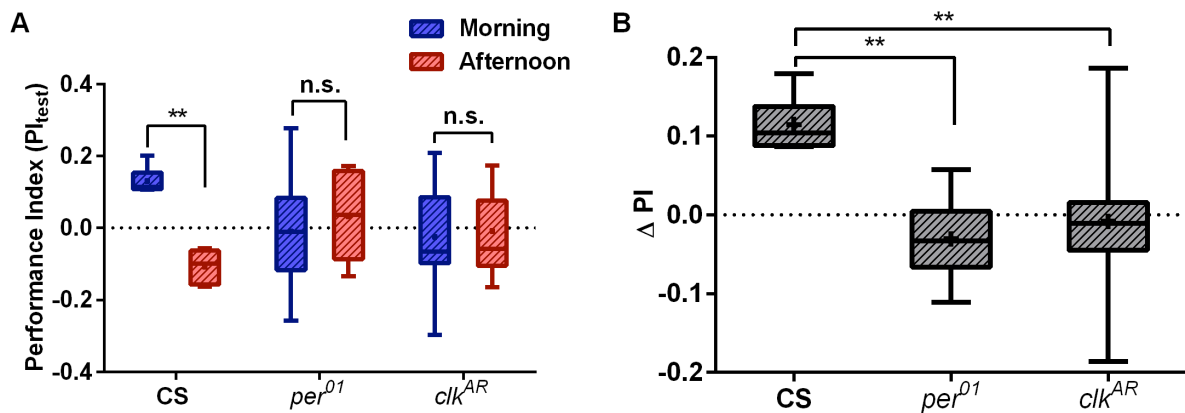 A
Morning
Afternoon
Performance Index (PItest)
0.4
0.2
0.0
-0.2
-0.4
**
n.s.
n.s.
CS
per01
clkAR
B
**
**
Δ PI
0.2
0.1
0.0
-0.1
-0.2
CS
per01
clkAR